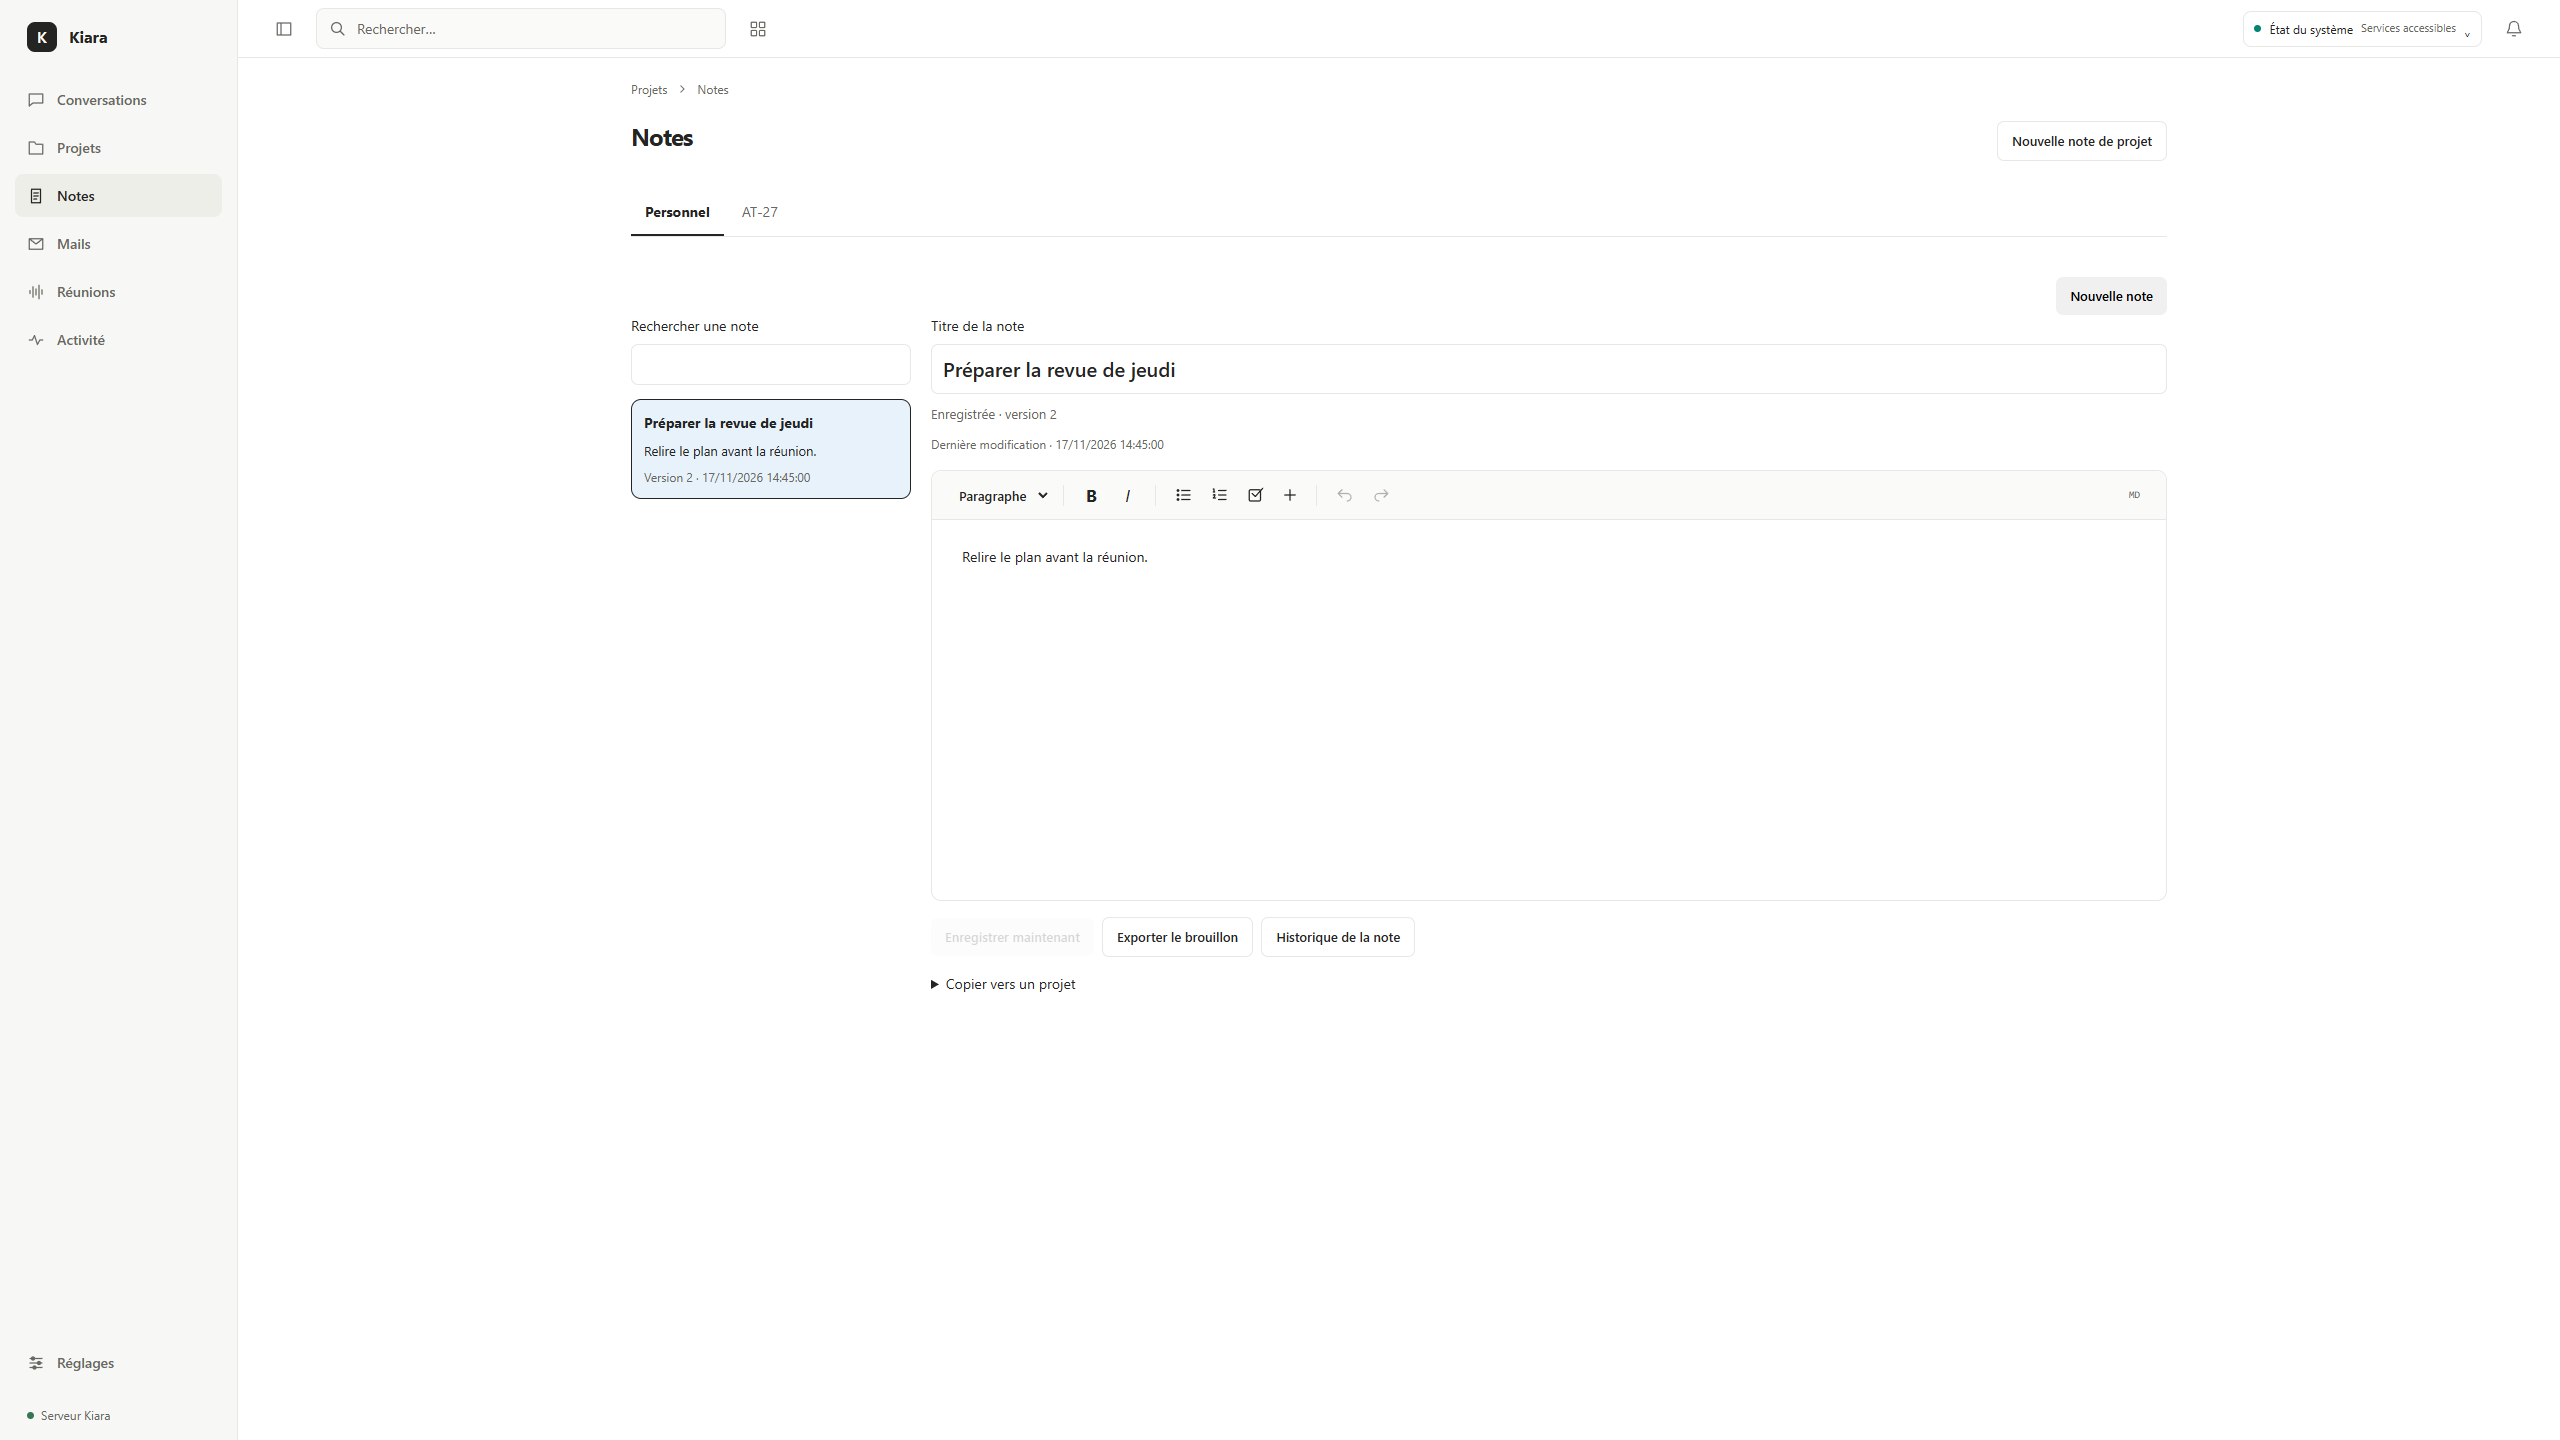 K Kiara
Conversations
Projets
Notes
Mails
Réunions
Activité
Réglages
Serveur Kiara
Rechercher...
État du système Services accessibles
Projets > Notes
Notes
Nouvelle note de projet
Personnel AT-27
Nouvelle note
Rechercher une note
Préparer la revue de jeudi
Relire le plan avant la réunion.
Version 2 · 17/11/2026 14:45:00
Titre de la note
Préparer la revue de jeudi
Enregistrée · version 2
Dernière modification · 17/11/2026 14:45:00
Paragraphe B I MD
Relire le plan avant la réunion.
Enregistrer maintenant Exporter le brouillon Historique de la note
Copier vers un projet